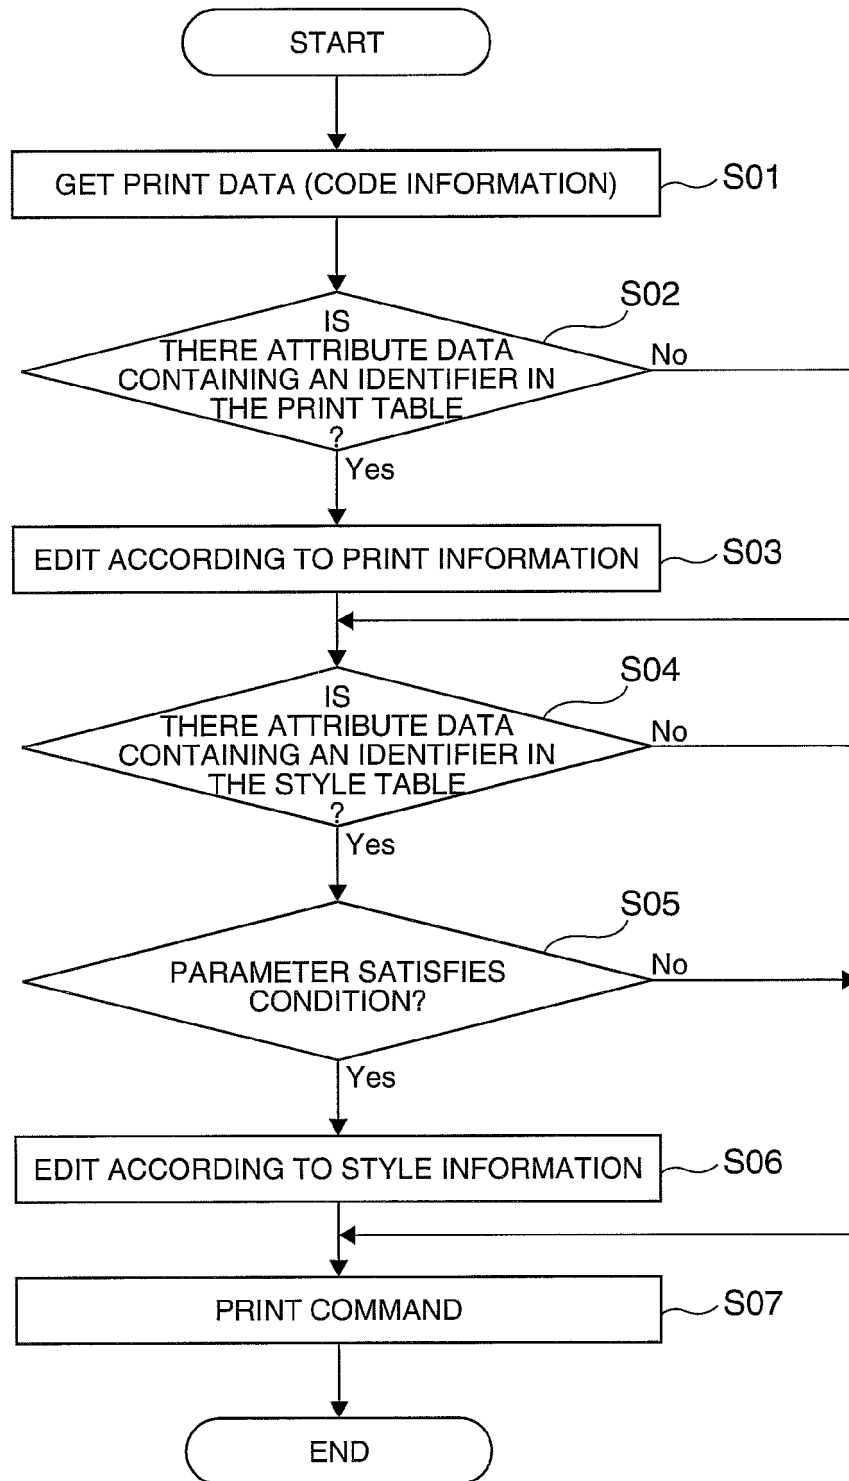 START
GET PRINT DATA (CODE INFORMATION)
S01
S02
IS
THERE ATTRIBUTE DATA
CONTAINING AN IDENTIFIER IN
THE PRINT TABLE
?
No
Yes
EDIT ACCORDING TO PRINT INFORMATION
S03
S04
IS
THERE ATTRIBUTE DATA
CONTAINING AN IDENTIFIER IN
THE STYLE TABLE
?
No
Yes
S05
PARAMETER SATISFIES
CONDITION?
No
Yes
EDIT ACCORDING TO STYLE INFORMATION
S06
PRINT COMMAND
S07
END